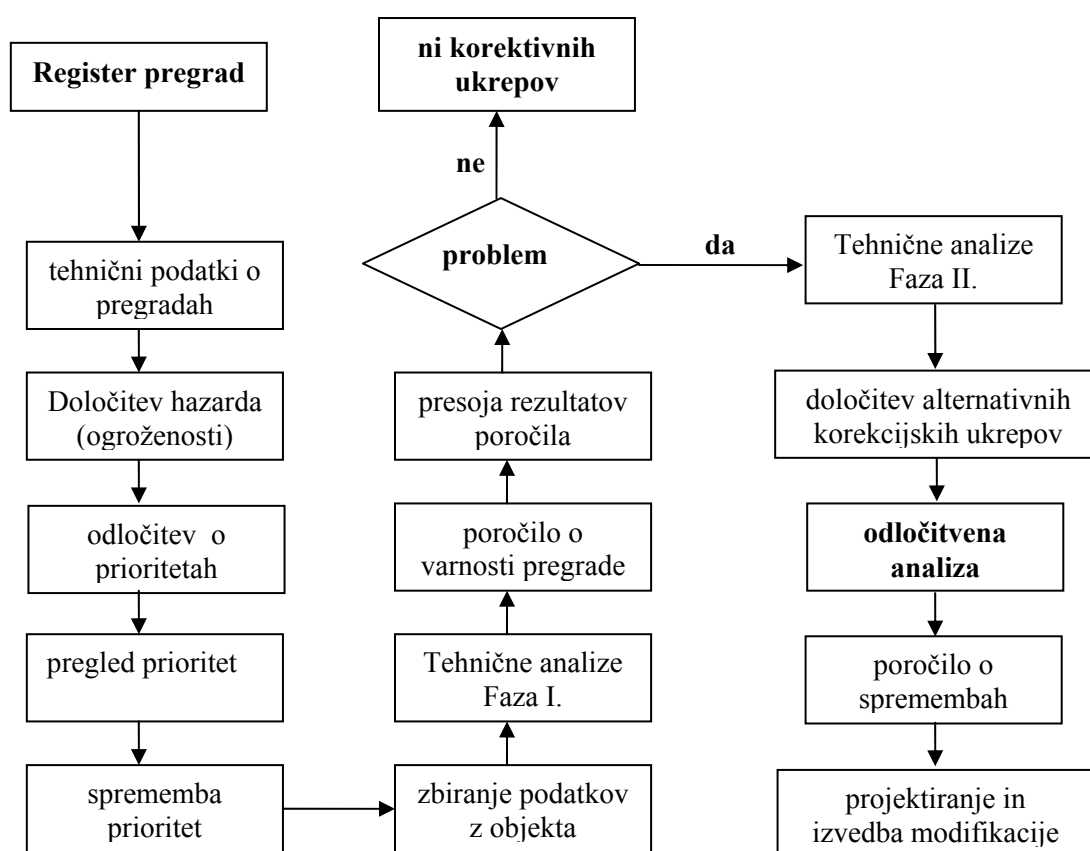 Register pregrad
tehnični podatki o
pregradah
Določitev hazarda
(ogroženosti)
odločitev o
prioritetah
pregled prioritet
sprememba
prioritet
zbiranje podatkov
z objekta
Tehnične analize
Faza I.
poročilo o
varnosti pregrade
presoja rezultatov
poročila
problem
ne
ni korektivnih
ukrepov
da
Tehnične analize
Faza II.
določitev alternativnih
korekcijskih ukrepov
odločitvena
analiza
poročilo o
spremembah
projektiranje in
izvedba modifikacije